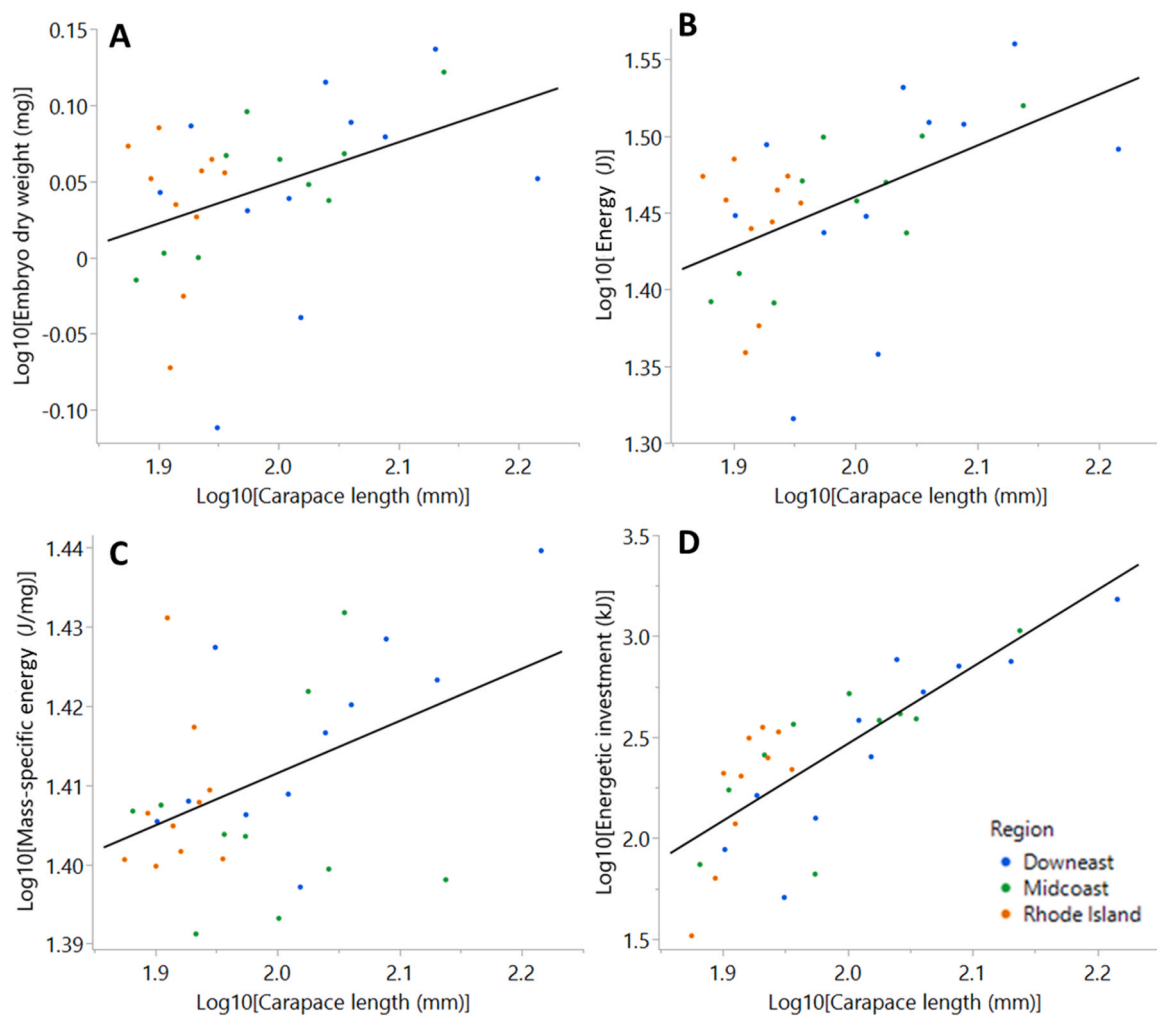 A
Log10[Embryo dry weight (mg)]
0.15
0.10
0.05
0
-0.05
-0.10
1.9 2.0 2.1 2.2
Log10[Carapace length (mm)]
B
Log10[Energy (J)]
1.55
1.50
1.45
1.40
1.35
1.30
1.9 2.0 2.1 2.2
Log10[Carapace length (mm)]
C
Log10[Mass-specific energy (J/mg)]
1.44
1.43
1.42
1.41
1.40
1.39
1.9 2.0 2.1 2.2
Log10[Carapace length (mm)]
D
Log10[Energetic investment (kJ)]
3.5
3.0
2.5
2.0
1.5
Region
Downeast
Midcoast
Rhode Island
1.9 2.0 2.1 2.2
Log10[Carapace length (mm)]